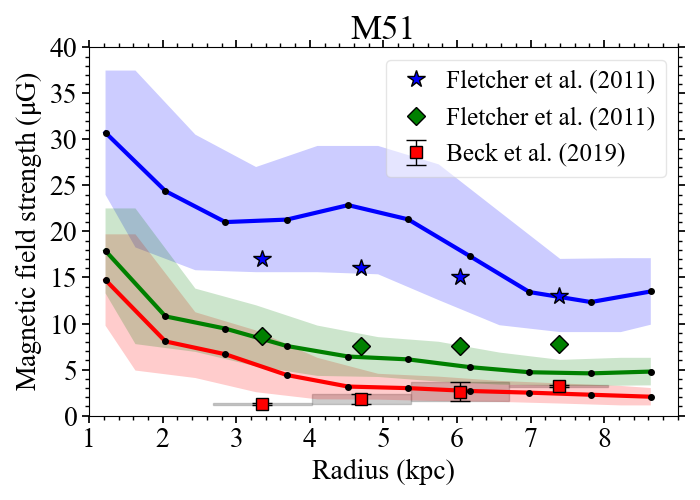 M51
Magnetic field strength (μG)
40
35
30
25
20
15
10
5
0
Fletcher et al. (2011)
Fletcher et al. (2011)
Beck et al. (2019)
1 2 3 4 5 6 7 8
Radius (kpc)